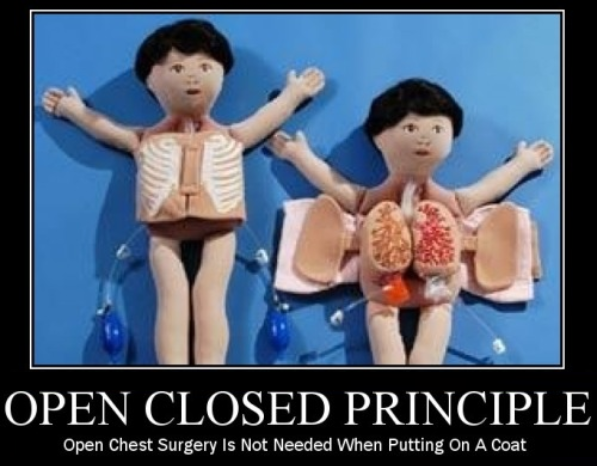 OPEN CLOSED PRINCIPLE
Open Chest Surgery Is Not Needed When Putting On A Coat